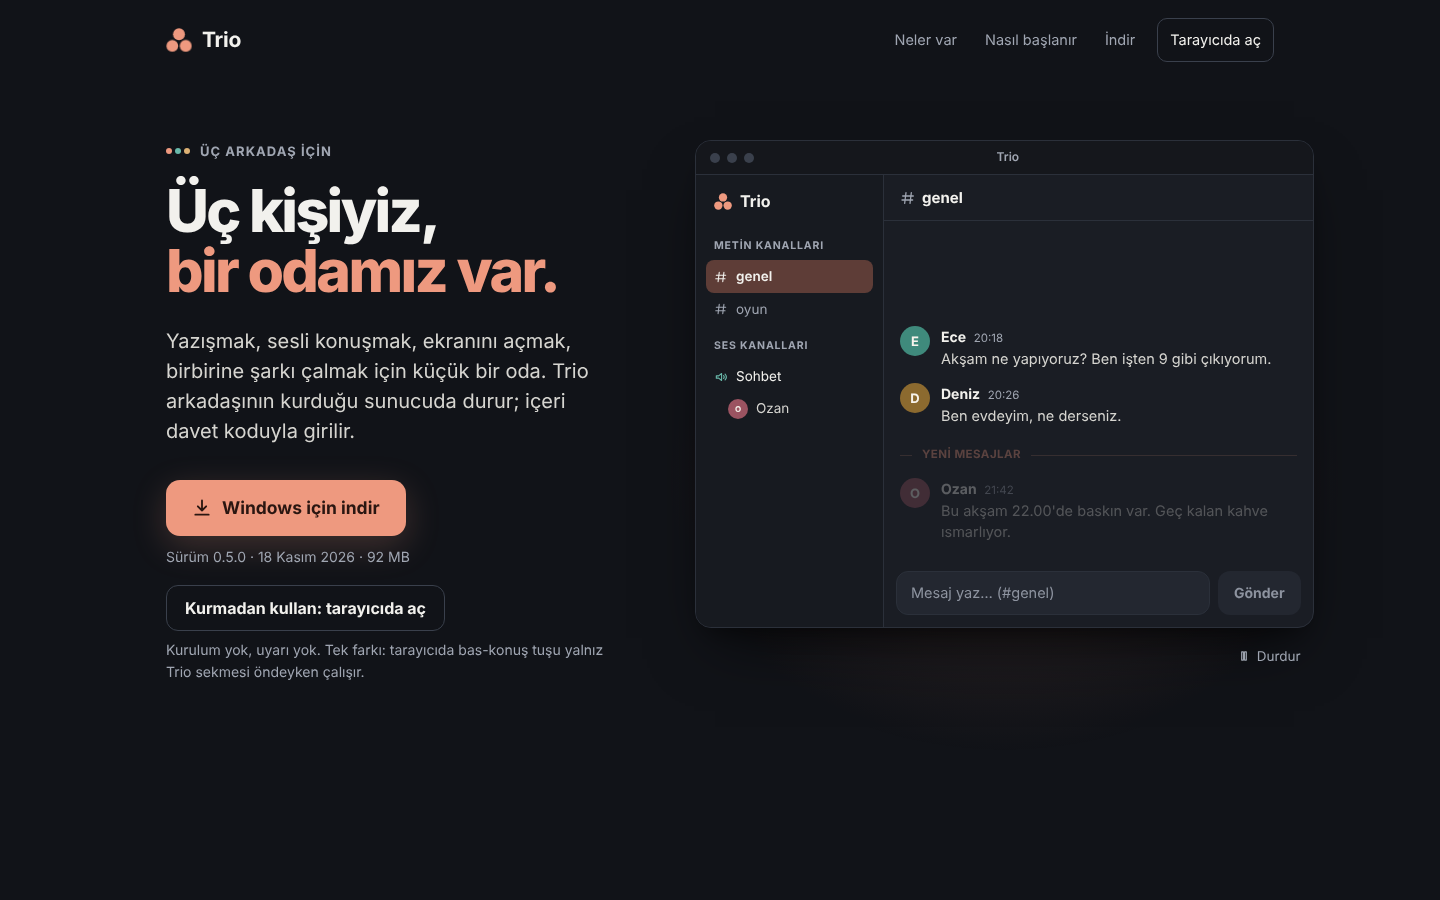 Trio
Neler var
Nasıl başlanır
İndir
Tarayıcıda aç
ÜÇ ARKADAŞ İÇİN
Üç kişiyiz,
bir odamız var.
Yazışmak, sesli konuşmak, ekranını açmak,
birbirine şarkı çalmak için küçük bir oda. Trio
arkadaşının kurduğu sunucuda durur; içeri
davet koduyla girilir.
Windows için indir
Sürüm 0.5.0 · 18 Kasım 2026 · 92 MB
Kurmadan kullan: tarayıcıda aç
Kurulum yok, uyarı yok. Tek farkı: tarayıcıda bas-konuş tuşu yalnız
Trio sekmesi öndeyken çalışır.
Trio
Trio
METİN KANALLARI
# genel
# oyun
SES KANALLARI
Sohbet
O Ozan
# genel
E
Ece 20:18
Akşam ne yapıyoruz? Ben işten 9 gibi çıkıyorum.
D
Deniz 20:26
Ben evdeyim, ne derseniz.
YENİ MESAJLAR
O
Ozan 21:42
Bu akşam 22.00'de baskın var. Geç kalan kahve
ısmarlıyor.
Mesaj yaz... (#genel)
Gönder
Durdur